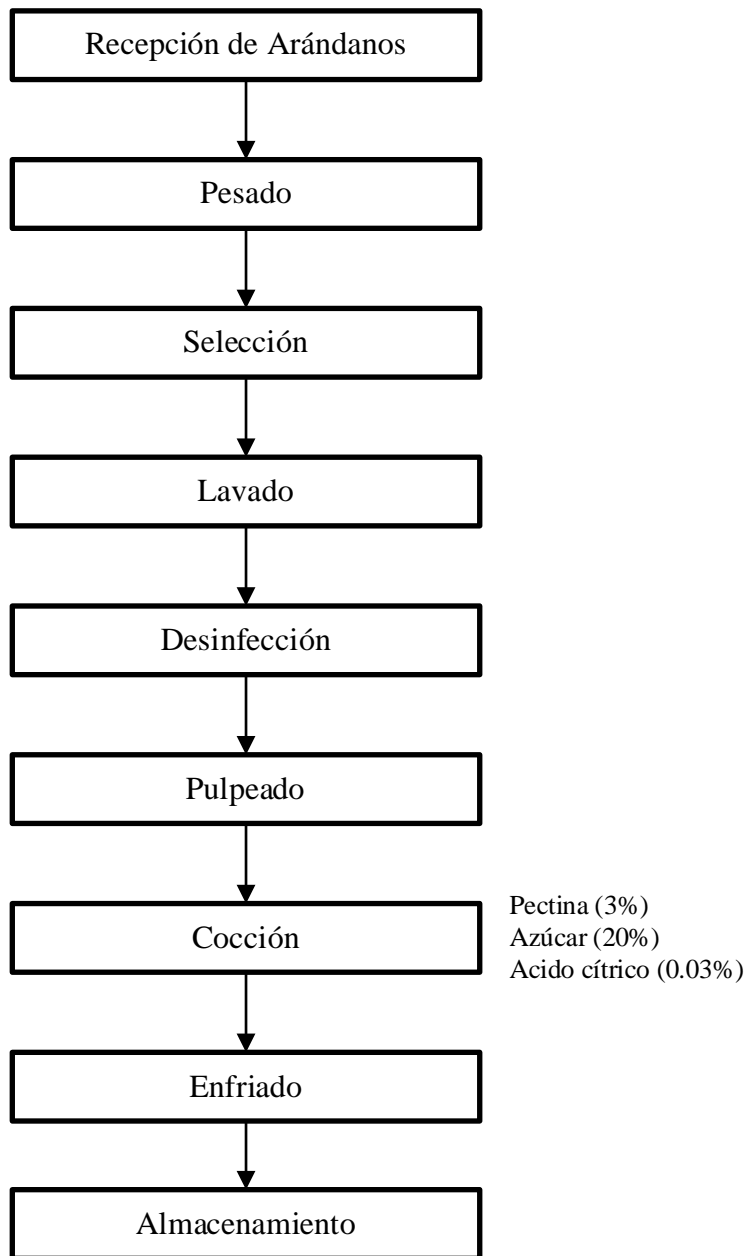 Recepción de Arándanos
Pesado
Selección
Lavado
Desinfección
Pulpeado
Cocción
Pectina (3%)
Azúcar (20%)
Acido cítrico (0.03%)
Enfriado
Almacenamiento